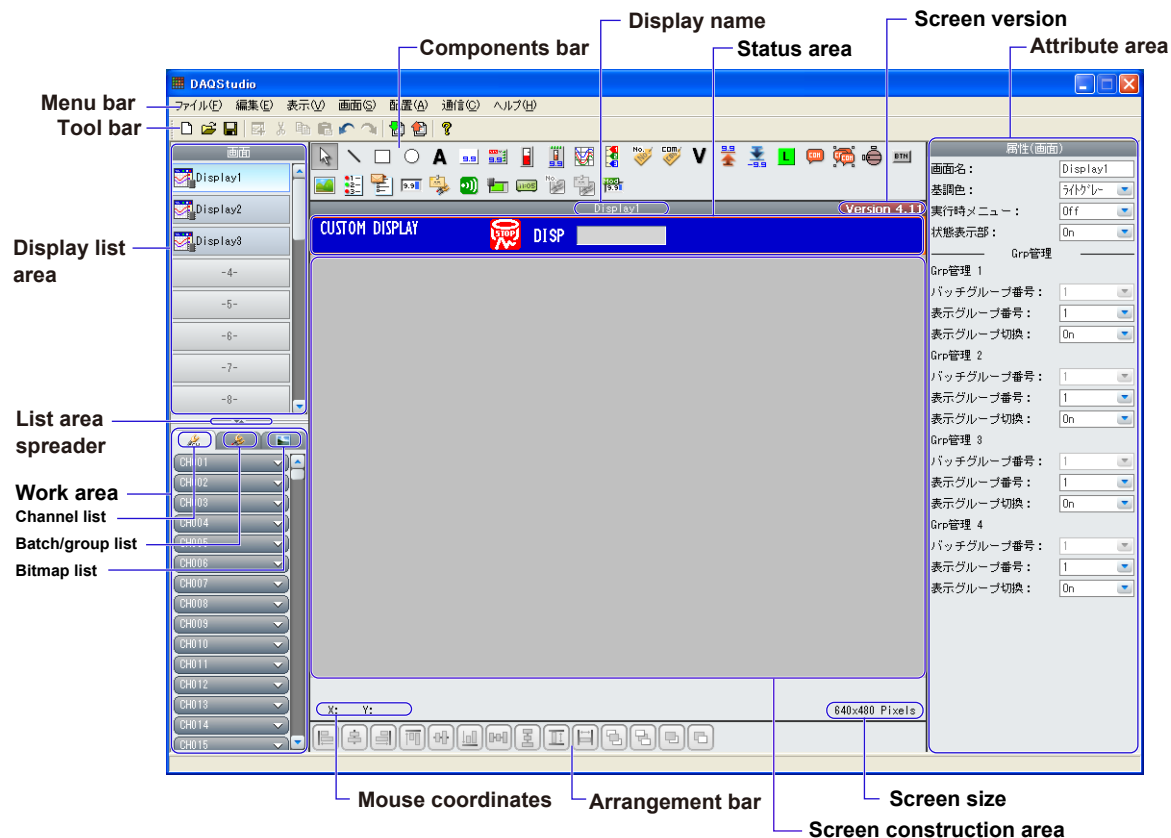 Display name
Screen version
Components bar
Status area
Attribute area
DAQStudio
Menu bar
ファイル(F) 編集(E) 表示(V) 画面(S) 配置(A) 通信(C) ヘルプ(H)
Tool bar
画面
Display1
Display2
Display3
-4-
-5-
-6-
-7-
-8-
Display list
area
List area
spreader
Work area
Channel list
Batch/group list
Bitmap list
CH001
CH002
CH003
CH004
CH005
CH006
CH007
CH008
CH009
CH010
CH011
CH012
CH013
CH014
CH015
Display1
Version 4.11
CUSTOM DISPLAY
STOP
DISP
X: Y:
640x480 Pixels
属性(画面)
画面名： Display1
基調色： ライトグレー
実行時メニュー： Off
状態表示部： On
Grp管理
Grp管理 1
バッチグループ番号： 1
表示グループ番号： 1
表示グループ切換： On
Grp管理 2
バッチグループ番号： 1
表示グループ番号： 1
表示グループ切換： On
Grp管理 3
バッチグループ番号： 1
表示グループ番号： 1
表示グループ切換： On
Grp管理 4
バッチグループ番号： 1
表示グループ番号： 1
表示グループ切換： On
Mouse coordinates
Arrangement bar
Screen size
Screen construction area